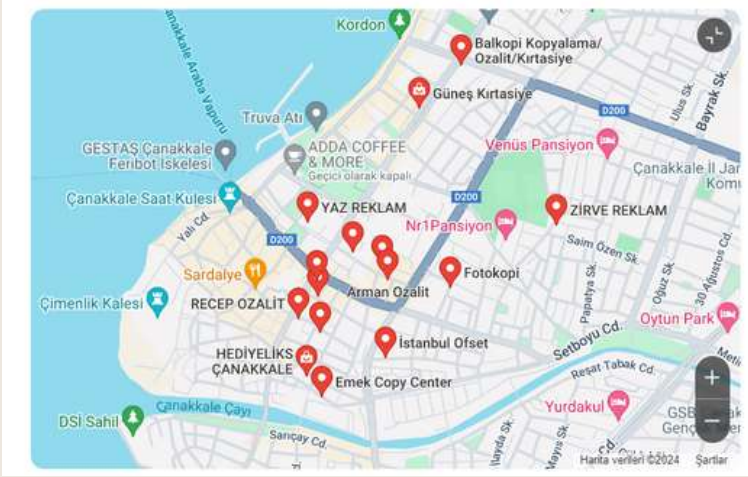 Kordon
Balkopi Kopyalama/
Ozalit/Kırtasiye
Güneş Kırtasiye
Çanakkale Araba Vapuru
Truva Atı
D200
Ulus Sk.
Bayrak Sk.
GESTAŞ Çanakkale
Feribot İskelesi
ADDA COFFEE
& MORE
Geçici olarak kapalı
Venüs Pansiyon
Çanakkale İl Jar
Komu
Çanakkale Saat Kulesi
D200
YAZ REKLAM
ZİRVE REKLAM
Yalı Cd.
Nr1Pansiyon
D200
Saim Özen Sk.
Sardalye
Fotokopi
Arman Ozalit
Papatya Sk.
Oğuz Sk.
30 Ağustos Cd.
Çimenlik Kalesi
RECEP OZALİT
Oytun Park
İstanbul Ofset
Setboyu Cd.
HEDİYELİKS
ÇANAKKALE
Reşat Tabak Cd.
Emek Copy Center
Çanakkale Çayı
Yurdakul
DSİ Sahil
Sarıçay Cd.
Mayıs Sk.
Cd.
Harita verileri ©2024
Şartlar